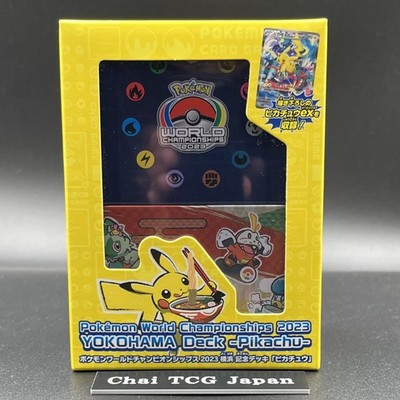 POKÉMON
CARD GAME
描き下ろしの
ピカチュウexを
収録!
Pokémon
WORLD
CHAMPIONSHIPS
2023
Pokémon World Championships 2023
YOKOHAMA Deck -Pikachu-
ポケモンワールドチャンピオンシップス2023 横浜 記念デッキ「ピカチュウ」
Chai TCG Japan